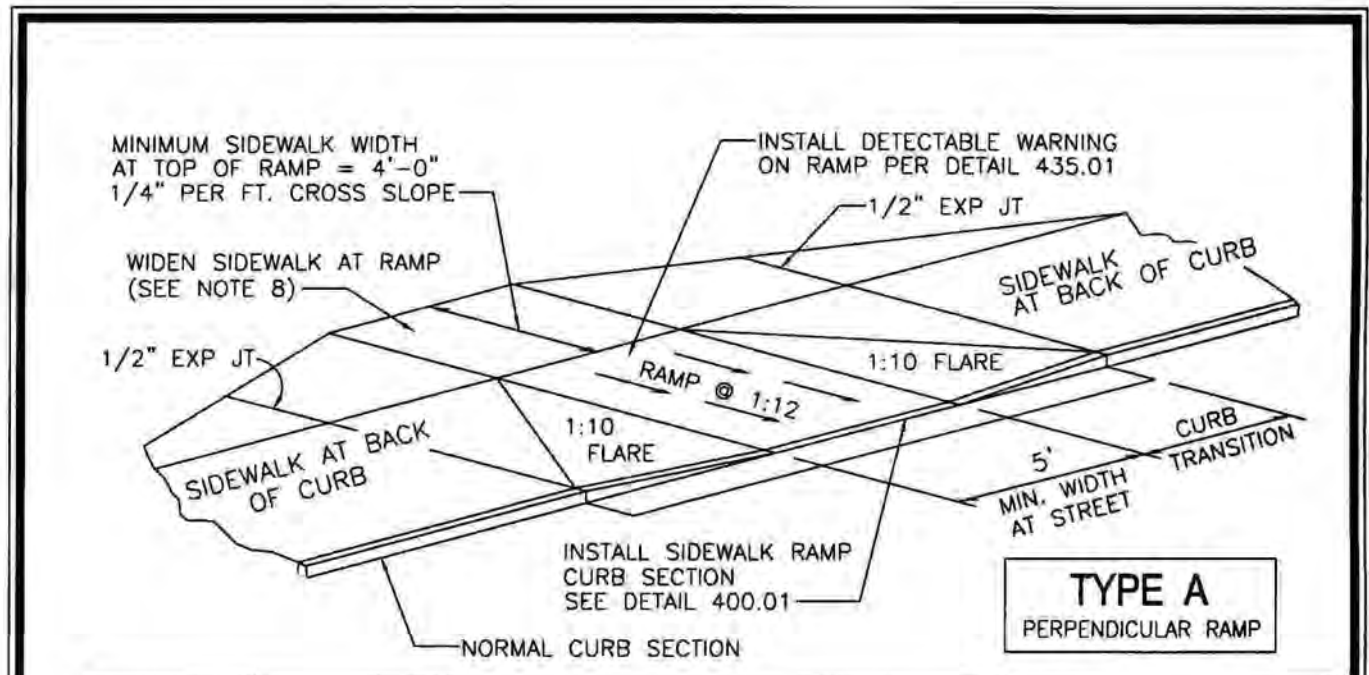 MINIMUM SIDEWALK WIDTH
AT TOP OF RAMP = 4'-0"
1/4" PER FT. CROSS SLOPE
INSTALL DETECTABLE WARNING
ON RAMP PER DETAIL 435.01
1/2" EXP JT
WIDEN SIDEWALK AT RAMP
(SEE NOTE 8)
SIDEWALK
AT BACK OF CURB
1/2" EXP JT
1:10 FLARE
RAMP @ 1:12
1:10
FLARE
SIDEWALK AT BACK
OF CURB
CURB
TRANSITION
5'
MIN. WIDTH
AT STREET
INSTALL SIDEWALK RAMP
CURB SECTION
SEE DETAIL 400.01
NORMAL CURB SECTION
TYPE A
PERPENDICULAR RAMP